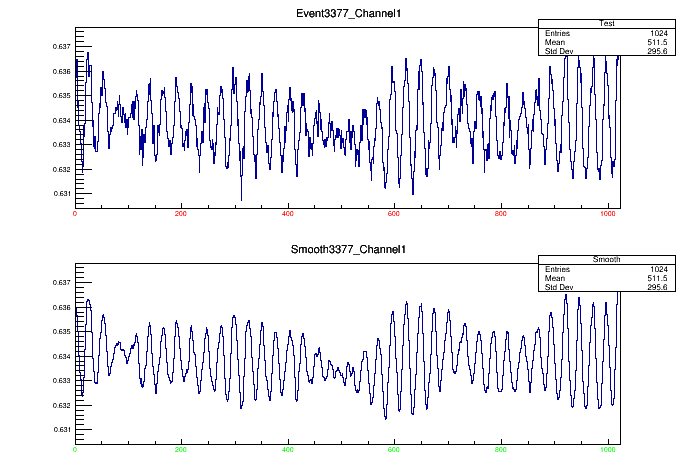 Event3377_Channel1
Test
Entries 1024
Mean 511.5
Std Dev 295.6
0.637
0.636
0.635
0.634
0.633
0.632
0.631
0 200 400 600 800 1000
Smooth3377_Channel1
Smooth
Entries 1024
Mean 511.5
Std Dev 295.6
0.637
0.636
0.635
0.634
0.633
0.632
0.631
0 200 400 600 800 1000